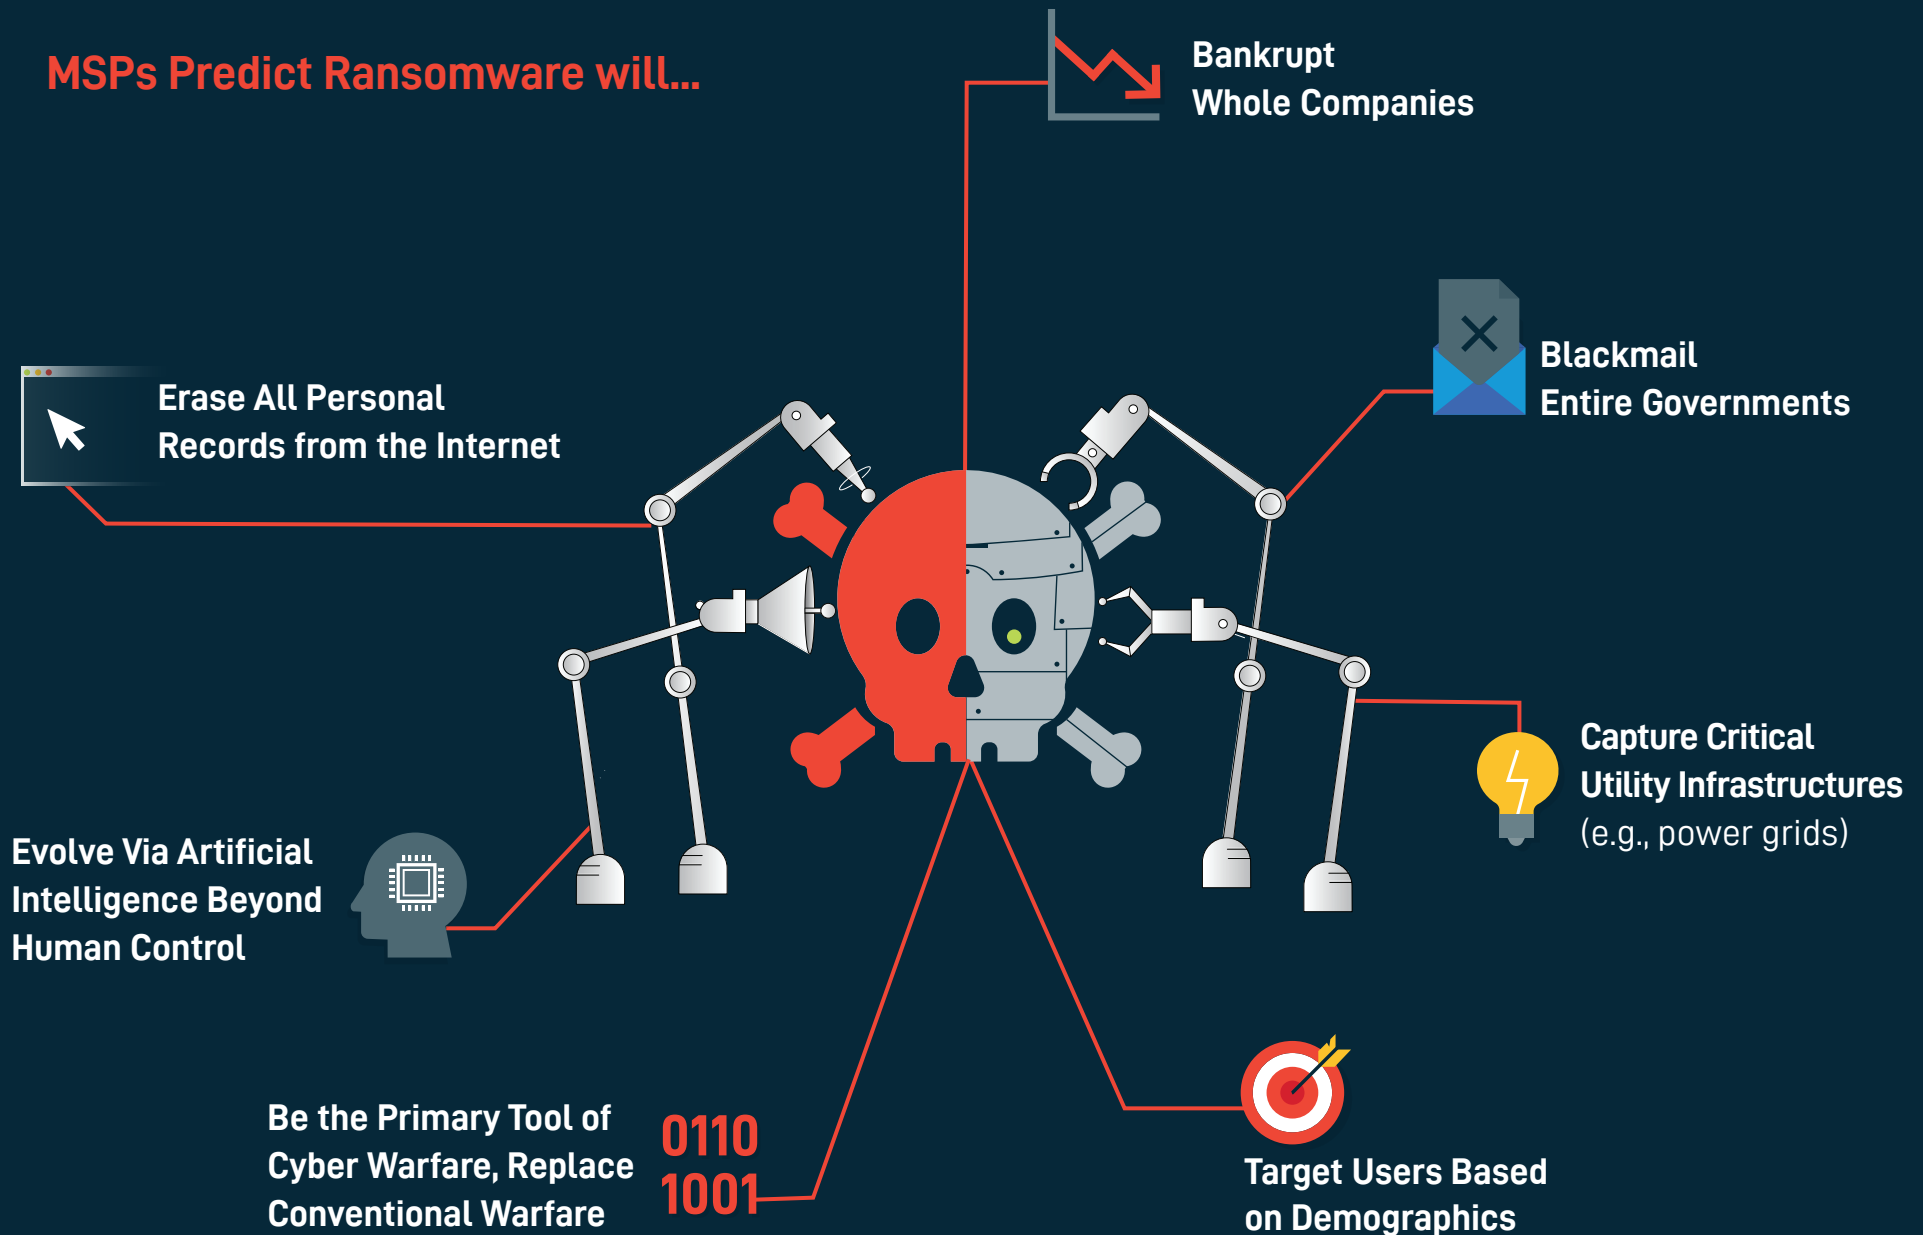 MSPs Predict Ransomware will...
Bankrupt
Whole Companies
Blackmail
Entire Governments
Erase All Personal
Records from the Internet
Capture Critical
Utility Infrastructures
(e.g., power grids)
Evolve Via Artificial
Intelligence Beyond
Human Control
Be the Primary Tool of
Cyber Warfare, Replace
Conventional Warfare
0110
1001
Target Users Based
on Demographics